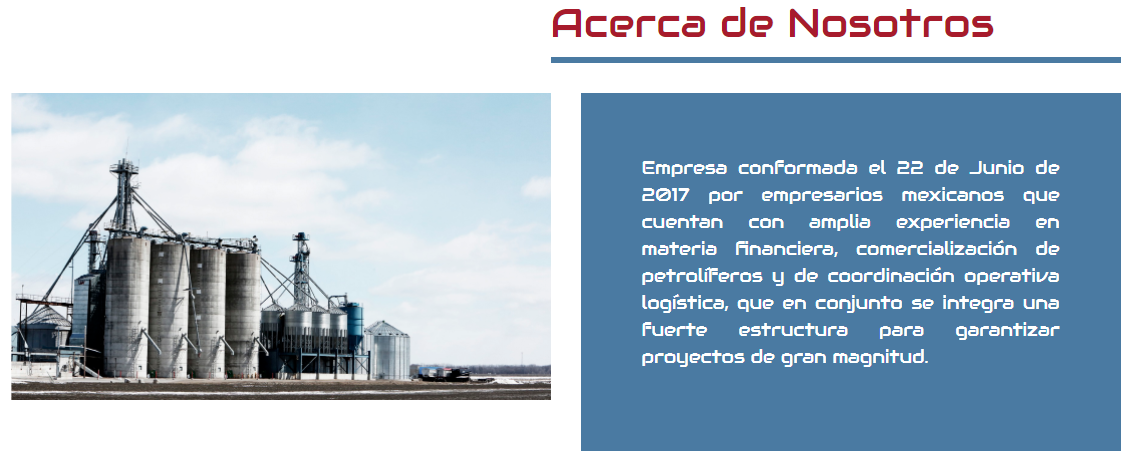 Acerca de Nosotros
Empresa conformada el 22 de Junio de
2017 por empresarios mexicanos que
cuentan con amplia experiencia en
materia financiera, comercialización de
petrolíferos y de coordinación operativa
logística, que en conjunto se integra una
fuerte estructura para garantizar
proyectos de gran magnitud.